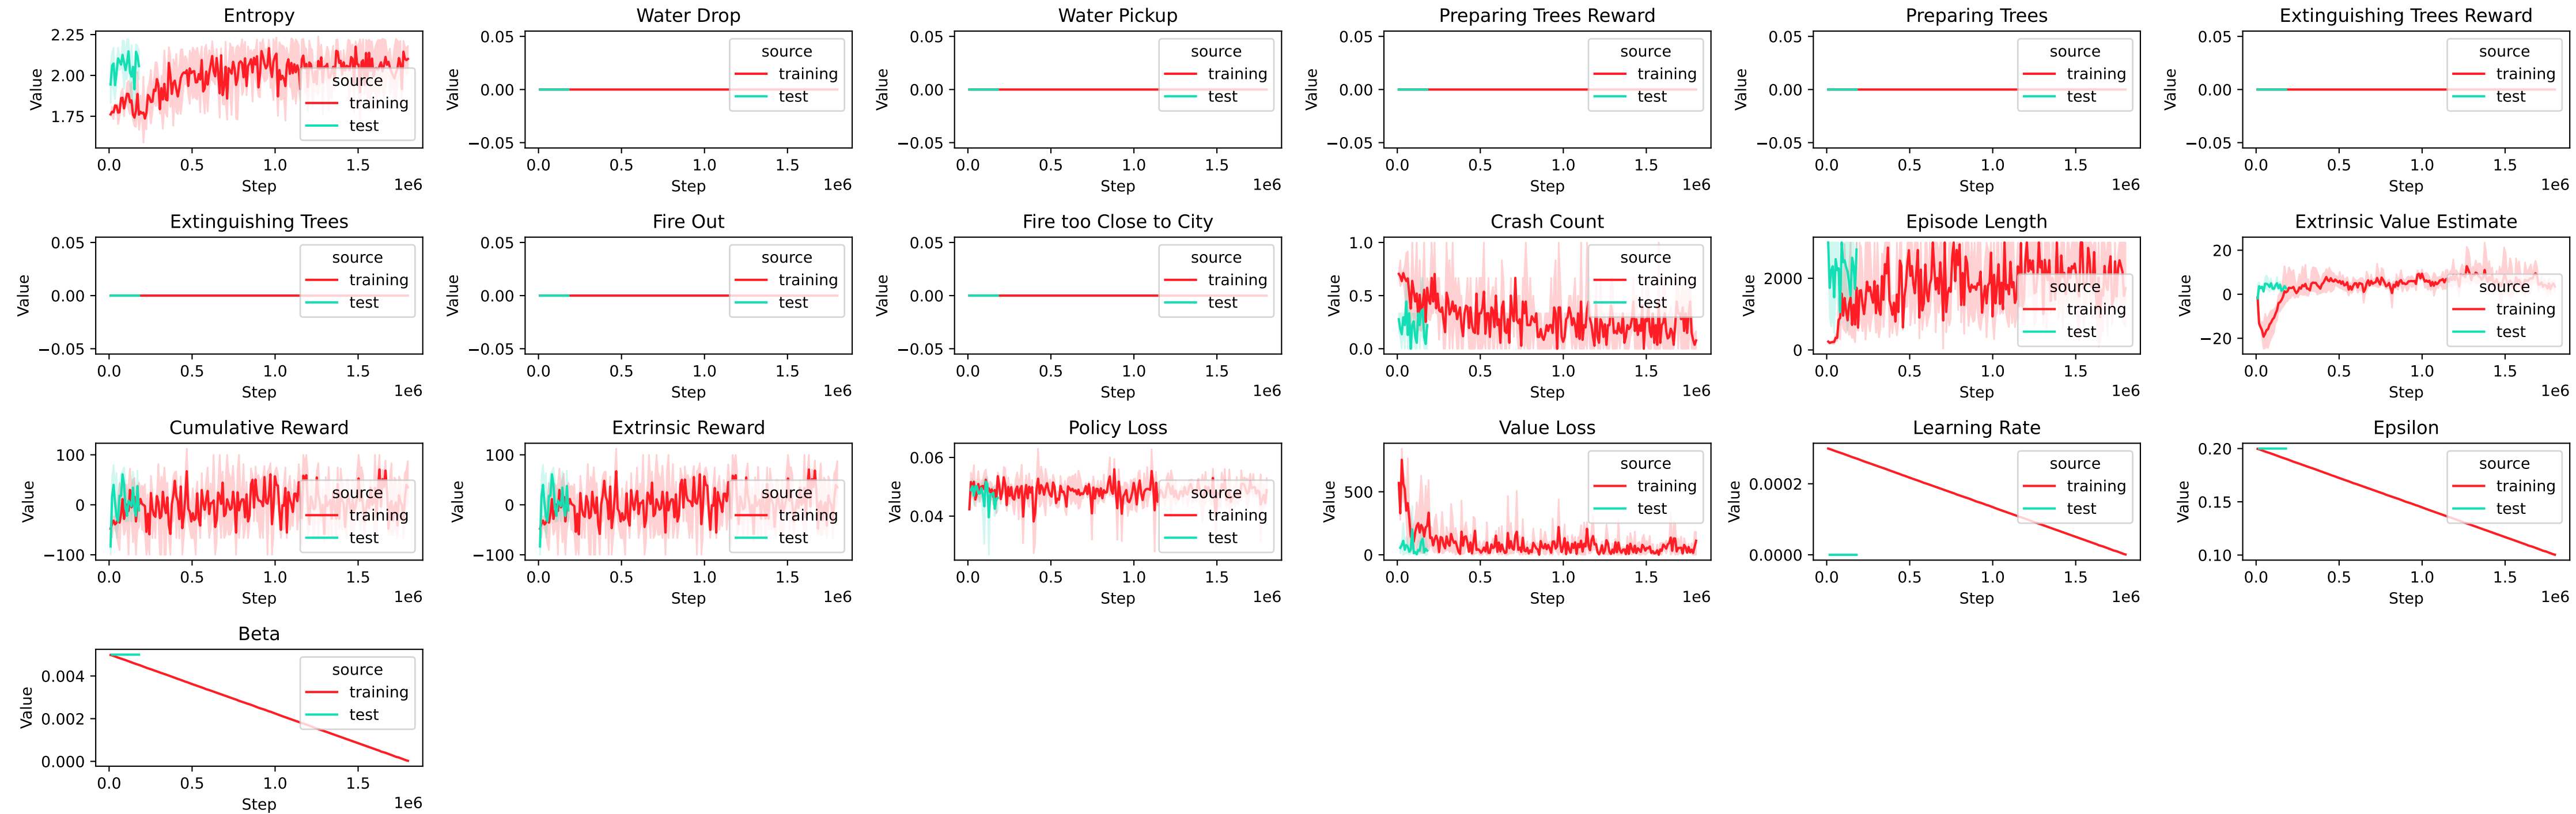 Entropy
Water Drop
Water Pickup
Preparing Trees Reward
Preparing Trees
Extinguishing Trees Reward
Value
2.25
2.00
1.75
source
training
test
0.0 0.5 1.0 1.5
Step
1e6
Value
0.05
0.00
−0.05
source
training
test
0.0 0.5 1.0 1.5
Step
1e6
Value
0.05
0.00
−0.05
source
training
test
0.0 0.5 1.0 1.5
Step
1e6
Value
0.05
0.00
−0.05
source
training
test
0.0 0.5 1.0 1.5
Step
1e6
Value
0.05
0.00
−0.05
source
training
test
0.0 0.5 1.0 1.5
Step
1e6
Value
0.05
0.00
−0.05
source
training
test
0.0 0.5 1.0 1.5
Step
1e6
Extinguishing Trees
Fire Out
Fire too Close to City
Crash Count
Episode Length
Extrinsic Value Estimate
Value
0.05
0.00
−0.05
source
training
test
0.0 0.5 1.0 1.5
Step
1e6
Value
0.05
0.00
−0.05
source
training
test
0.0 0.5 1.0 1.5
Step
1e6
Value
0.05
0.00
−0.05
source
training
test
0.0 0.5 1.0 1.5
Step
1e6
Value
1.0
0.5
0.0
source
training
test
0.0 0.5 1.0 1.5
Step
1e6
Value
2000
0
source
training
test
0.0 0.5 1.0 1.5
Step
1e6
Value
20
0
−20
source
training
test
0.0 0.5 1.0 1.5
Step
1e6
Cumulative Reward
Extrinsic Reward
Policy Loss
Value Loss
Learning Rate
Epsilon
Value
100
0
−100
source
training
test
0.0 0.5 1.0 1.5
Step
1e6
Value
100
0
−100
source
training
test
0.0 0.5 1.0 1.5
Step
1e6
Value
0.06
0.04
source
training
test
0.0 0.5 1.0 1.5
Step
1e6
Value
500
0
source
training
test
0.0 0.5 1.0 1.5
Step
1e6
Value
0.0002
0.0000
source
training
test
0.0 0.5 1.0 1.5
Step
1e6
Value
0.20
0.15
0.10
source
training
test
0.0 0.5 1.0 1.5
Step
1e6
Beta
Value
0.004
0.002
0.000
source
training
test
0.0 0.5 1.0 1.5
Step
1e6